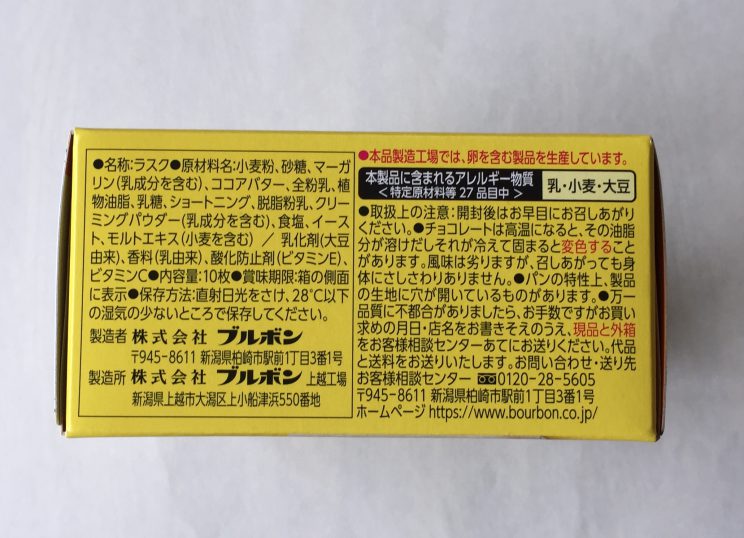 ●名称:ラスク●原材料名:小麦粉、砂糖、マーガ
リン(乳成分を含む)、ココアバター、全粉乳、植
物油脂、乳糖、ショートニング、脱脂粉乳、クリー
ミングパウダー(乳成分を含む)、食塩、イース
ト、モルトエキス(小麦を含む) / 乳化剤(大豆
由来)、香料(乳由来)、酸化防止剤(ビタミンE)、
ビタミンC●内容量:10枚●賞味期限:箱の側面
に表示●保存方法:直射日光をさけ、28℃以下
の湿気の少ないところで保存してください。
製造者 株式会社 ブルボン
〒945-8611 新潟県柏崎市駅前1丁目3番1号
製造所 株式会社 ブルボン 上越工場
新潟県上越市大潟区上小船津浜550番地
●本品製造工場では、卵を含む製品を生産しています。
本製品に含まれるアレルギー物質
<特定原材料等 27 品目中>
乳・小麦・大豆
●取扱上の注意:開封後はお早目にお召しあがり
ください。●チョコレートは高温になると、その油脂
分が溶けだしそれが冷えて固まると変色すること
があります。風味は劣りますが、召しあがっても身
体にさしさわりありません。●パンの特性上、製品
の生地に穴が開いているものがあります。●万一
品質に不都合がありましたら、お手数ですがお買い
求めの月日・店名をお書きそえのうえ、現品と外箱
をお客様相談センターあてにお送りください。代品
と送料をお送りいたします。お問い合わせ・送り先
お客様相談センター 0120-28-5605
〒945-8611 新潟県柏崎市駅前1丁目3番1号
ホームページ https://www.bourbon.co.jp/